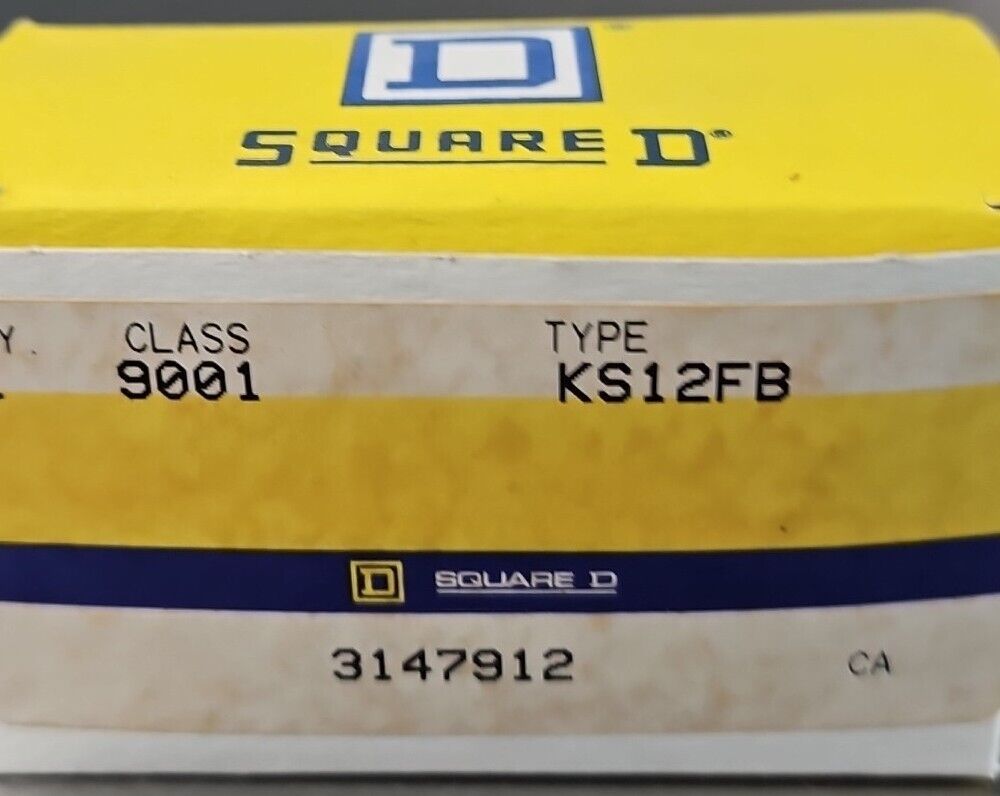 D ®
SQUARE D®
Y. CLASS TYPE
9001 KS12FB
D SQUARE D
3147912 CA